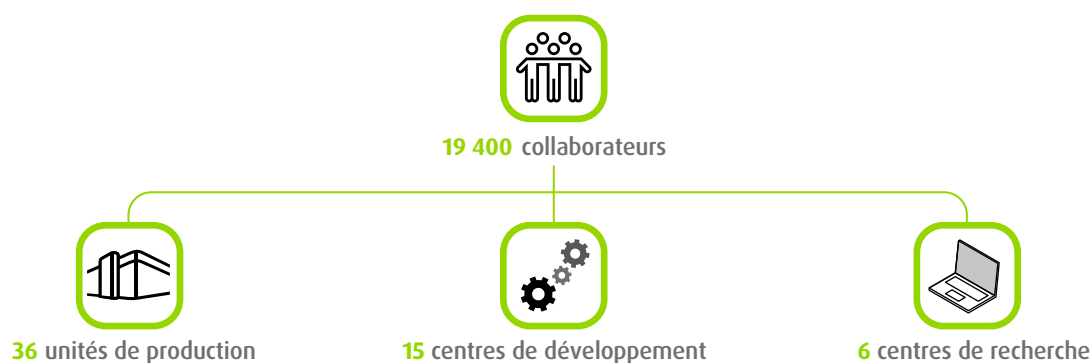 19 400 collaborateurs
36 unités de production
15 centres de développement
6 centres de recherche